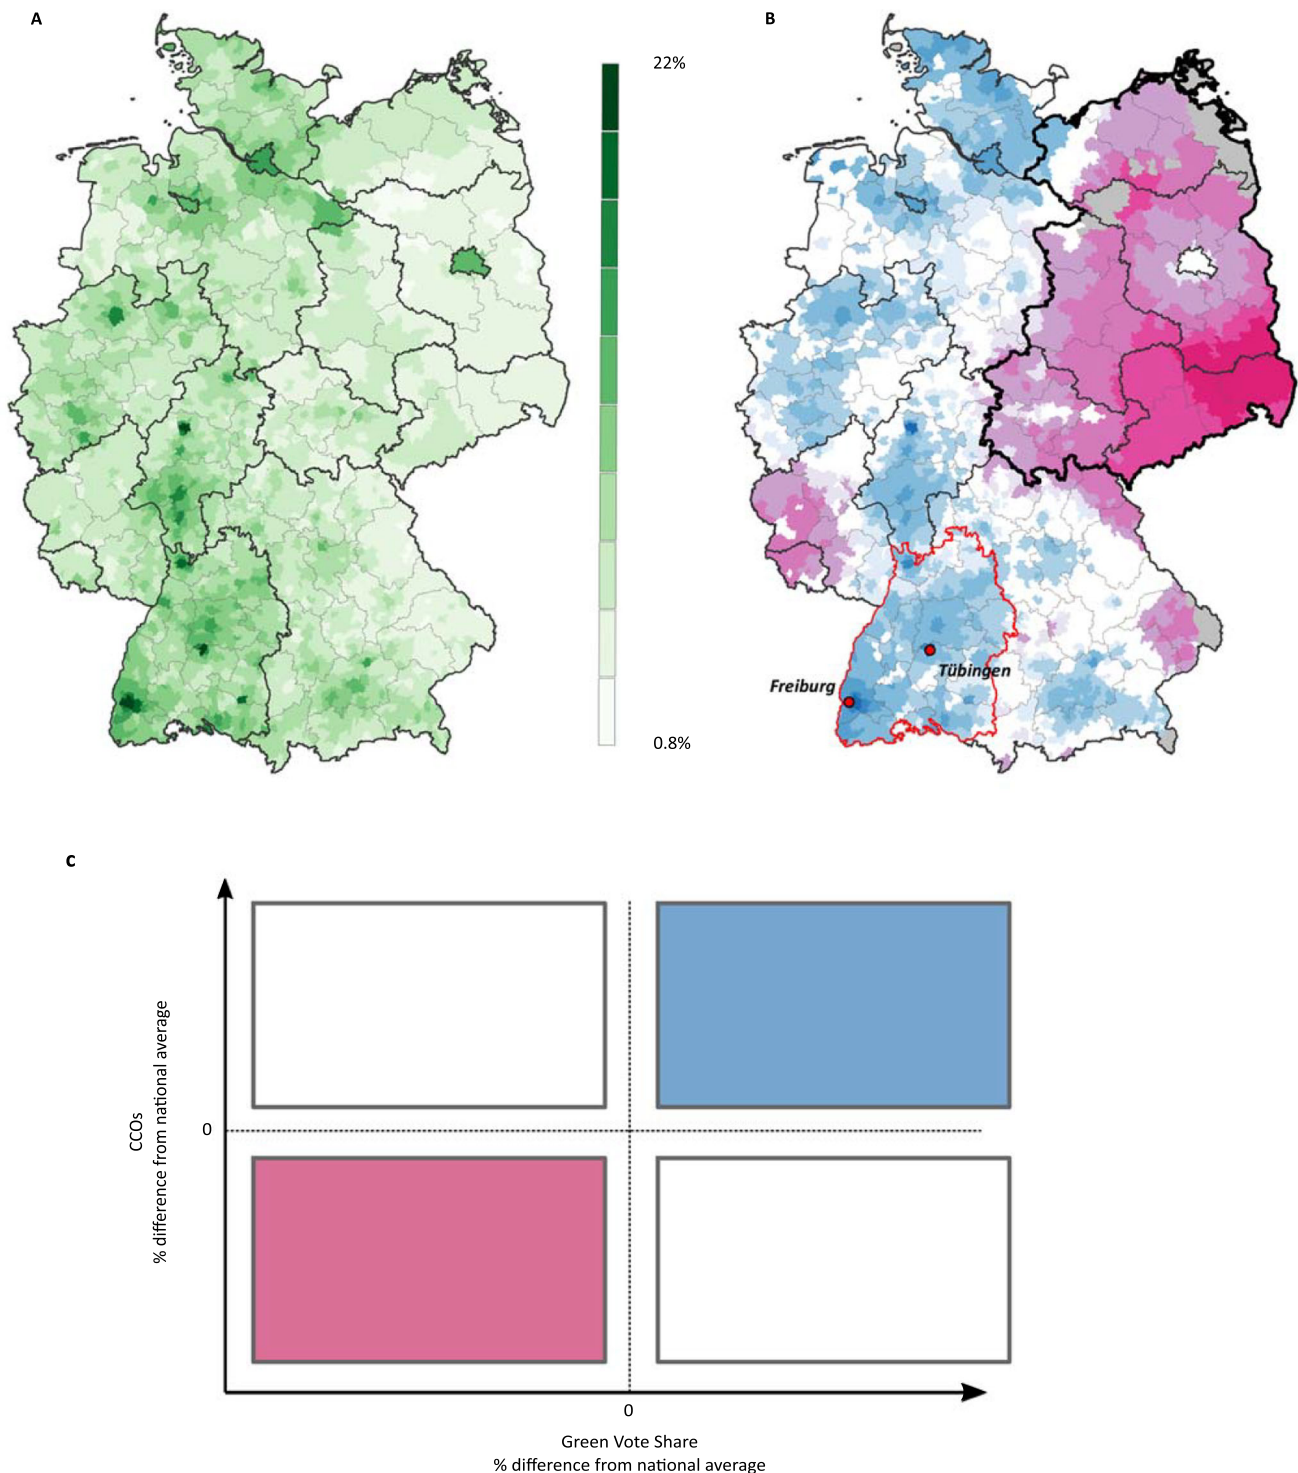 A
B
22%
Tübingen
Freiburg
0.8%
C
CCOs
% difference from national average
0
0
Green Vote Share
% difference from national average